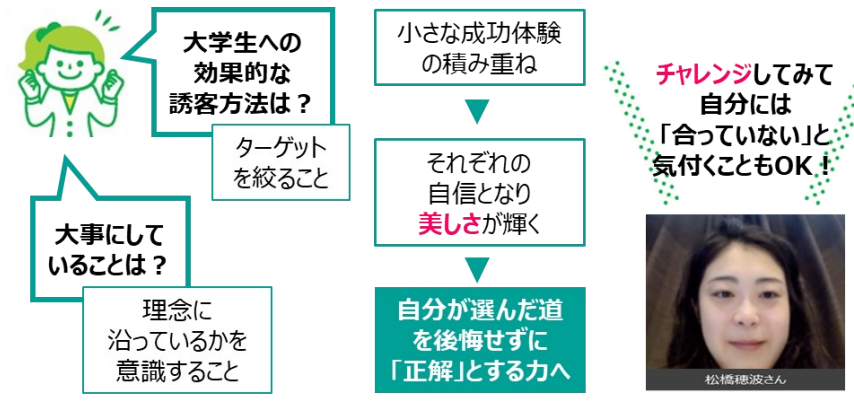 大学生への
効果的な
誘客方法は？
ターゲット
を絞ること
大事にして
いることは？
理念に
沿っているかを
意識すること
小さな成功体験
の積み重ね
それぞれの
自信となり
美しさが輝く
自分が選んだ道
を後悔せずに
「正解」とする力へ
チャレンジしてみて
自分には
「合っていない」と
気付くこともOK！
松橋穂波さん